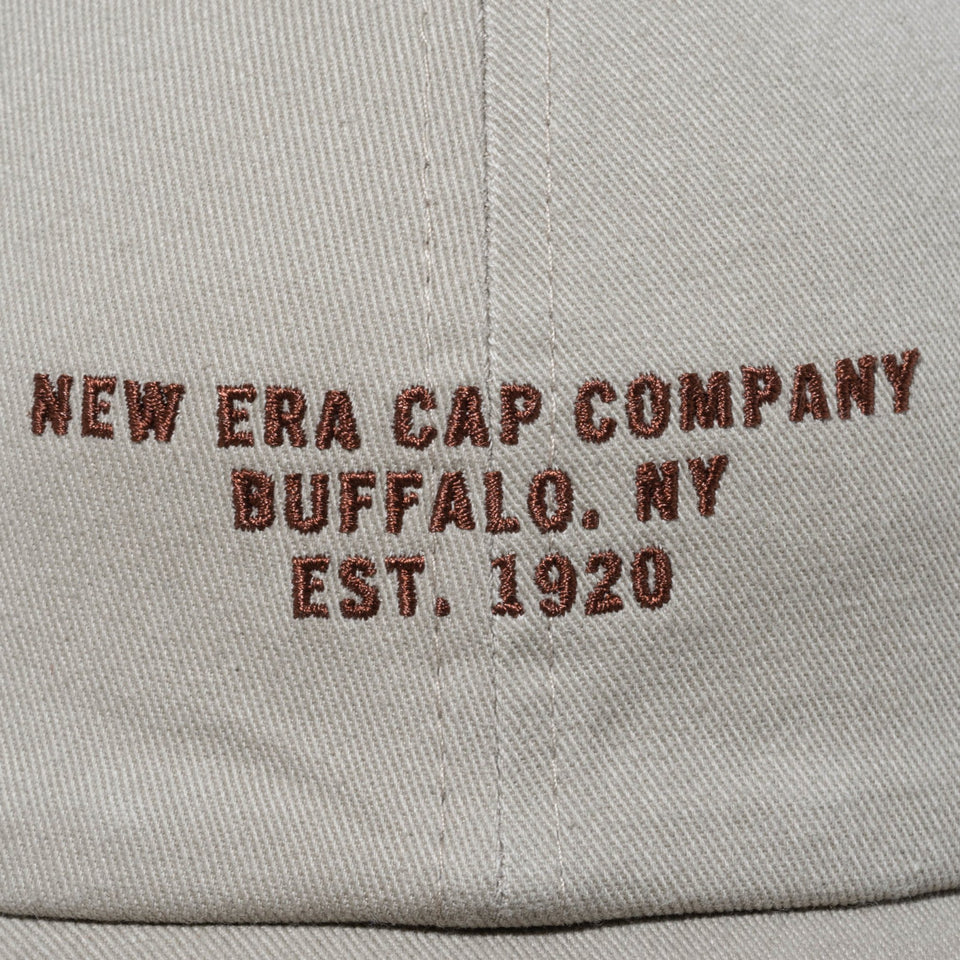 NEW ERA CAP COMPANY
BUFFALO. NY
EST. 1920